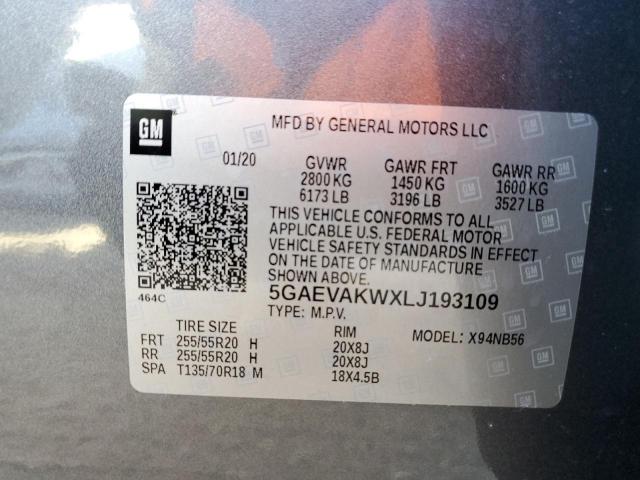 GM
MFD BY GENERAL MOTORS LLC
01/20 GVWR GAWR FRT GAWR RR
2800 KG 1450 KG 1600 KG
6173 LB 3196 LB 3527 LB
THIS VEHICLE CONFORMS TO ALL
APPLICABLE U.S. FEDERAL MOTOR
VEHICLE SAFETY STANDARDS IN EFFECT
ON THE DATE OF MANUFACTURE
SHOWN ABOVE.
464C
5GAEVAKWXLJ193109
TYPE: M.P.V.
TIRE SIZE RIM MODEL: X94NB56
FRT 255/55R20 H 20X8J
RR 255/55R20 H 20X8J
SPA T135/70R18 M 18X4.5B